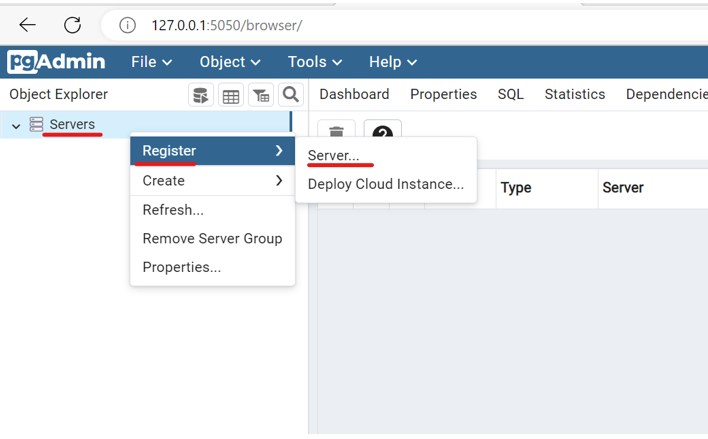 127.0.0.1:5050/browser/
pgAdmin File Object Tools Help
Object Explorer Dashboard Properties SQL Statistics Dependencie
Servers
Register Server...
Create Deploy Cloud Instance... Type Server
Refresh...
Remove Server Group
Properties...